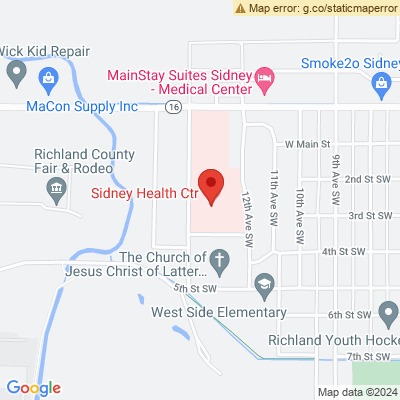 Map error: g.co/staticmaperror
Wick Kid Repair
Smoke2o Sidney
MainStay Suites Sidney
- Medical Center
MaCon Supply Inc
16
W Main St
Richland County
Fair & Rodeo
2nd St SW
Sidney Health Ctr
12th Ave SW
11th Ave SW
10th Ave SW
9th Ave SW
3rd St SW
The Church of
Jesus Christ of Latter...
4th St SW
5th St SW
West Side Elementary
6th St SW
Richland Youth Hocke
7th St SW
Google
Map data ©2024